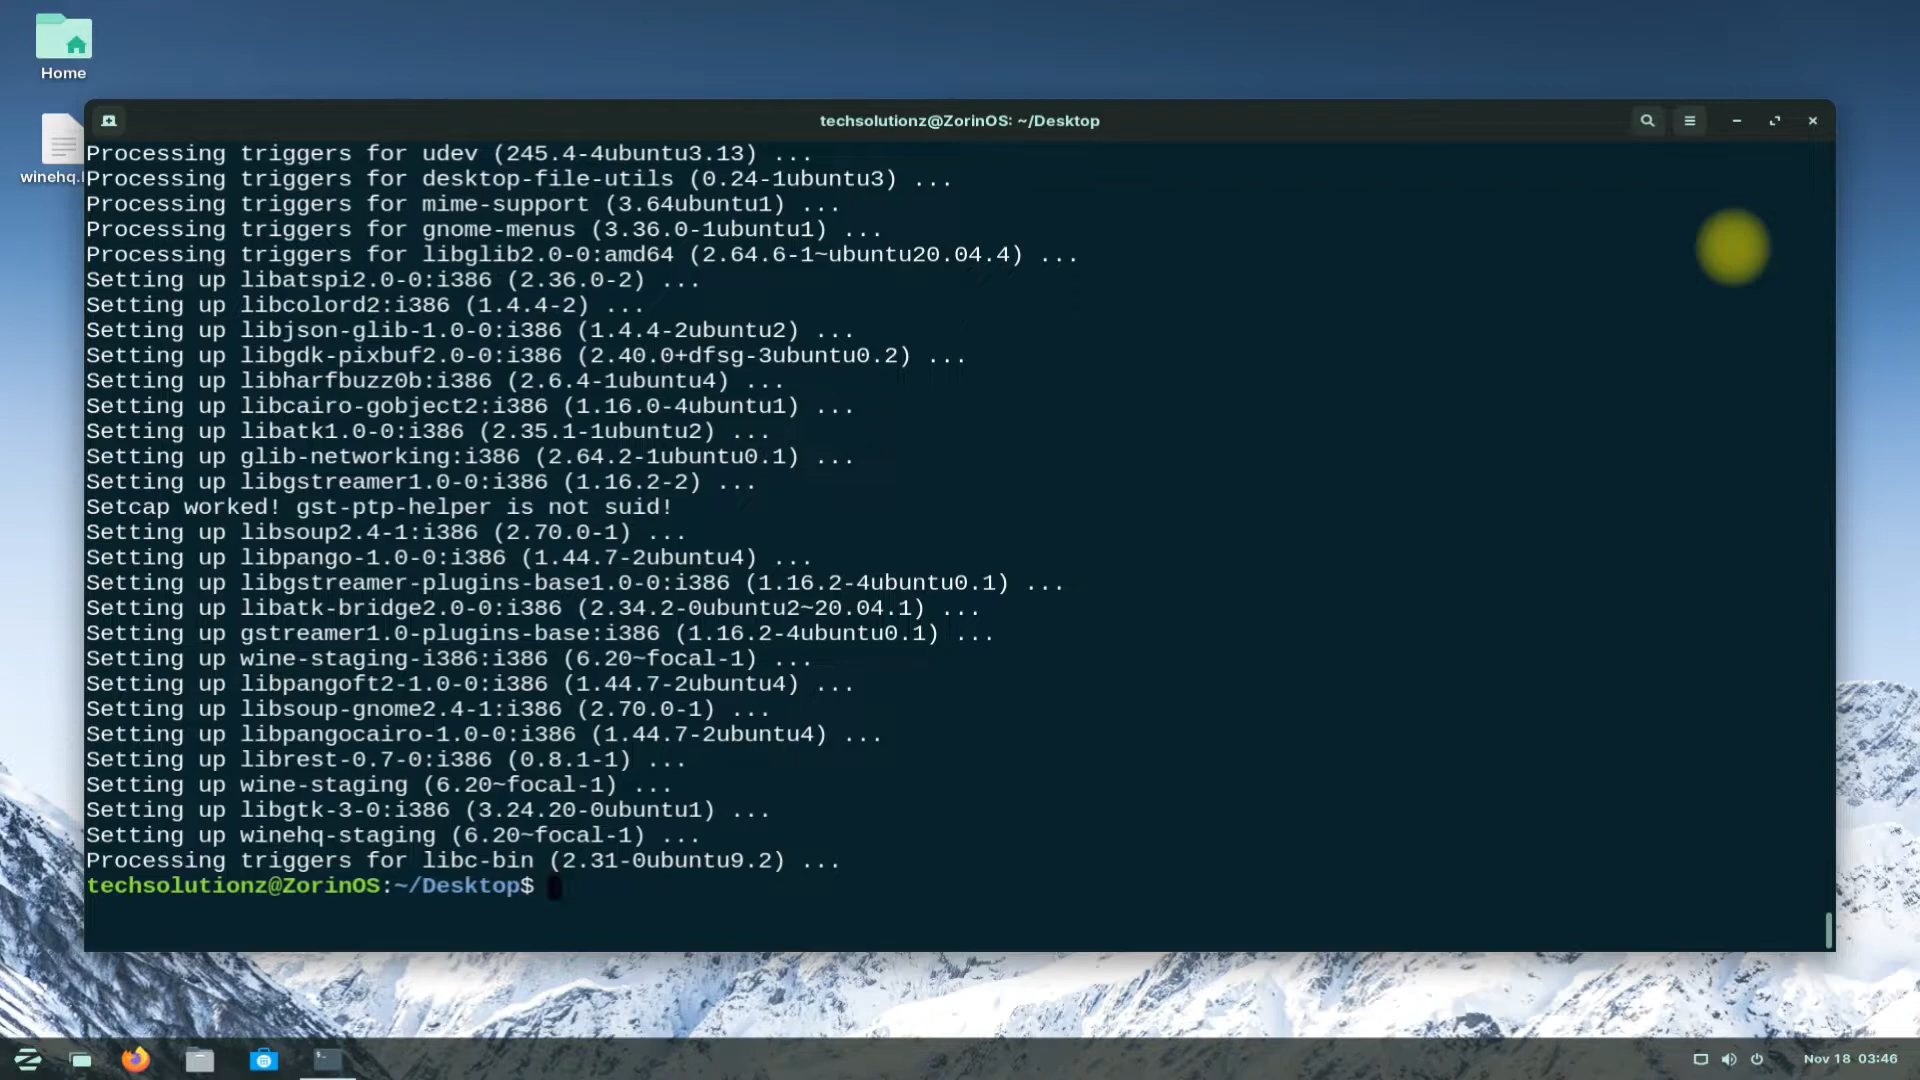 Home
winehq.
techsolutionz@ZorinOS: ~/Desktop
Processing triggers for udev (245.4-4ubuntu3.13) ...
Processing triggers for desktop-file-utils (0.24-1ubuntu3) ...
Processing triggers for mime-support (3.64ubuntu1) ...
Processing triggers for gnome-menus (3.36.0-1ubuntu1) ...
Processing triggers for libglib2.0-0:amd64 (2.64.6-1~ubuntu20.04.4) ...
Setting up libatspi2.0-0:i386 (2.36.0-2) ...
Setting up libcolord2:i386 (1.4.4-2) ...
Setting up libjson-glib-1.0-0:i386 (1.4.4-2ubuntu2) ...
Setting up libgdk-pixbuf2.0-0:i386 (2.40.0+dfsg-3ubuntu0.2) ...
Setting up libharfbuzz0b:i386 (2.6.4-1ubuntu4) ...
Setting up libcairo-gobject2:i386 (1.16.0-4ubuntu1) ...
Setting up libatk1.0-0:i386 (2.35.1-1ubuntu2) ...
Setting up glib-networking:i386 (2.64.2-1ubuntu0.1) ...
Setting up libgstreamer1.0-0:i386 (1.16.2-2) ...
Setcap worked! gst-ptp-helper is not suid!
Setting up libsoup2.4-1:i386 (2.70.0-1) ...
Setting up libpango-1.0-0:i386 (1.44.7-2ubuntu4) ...
Setting up libgstreamer-plugins-base1.0-0:i386 (1.16.2-4ubuntu0.1) ...
Setting up libatk-bridge2.0-0:i386 (2.34.2-0ubuntu2~20.04.1) ...
Setting up gstreamer1.0-plugins-base:i386 (1.16.2-4ubuntu0.1) ...
Setting up wine-staging-i386:i386 (6.20~focal-1) ...
Setting up libpangoft2-1.0-0:i386 (1.44.7-2ubuntu4) ...
Setting up libsoup-gnome2.4-1:i386 (2.70.0-1) ...
Setting up libpangocairo-1.0-0:i386 (1.44.7-2ubuntu4) ...
Setting up librest-0.7-0:i386 (0.8.1-1) ...
Setting up wine-staging (6.20~focal-1) ...
Setting up libgtk-3-0:i386 (3.24.20-0ubuntu1) ...
Setting up winehq-staging (6.20~focal-1) ...
Processing triggers for libc-bin (2.31-0ubuntu9.2) ...
techsolutionz@ZorinOS:~/Desktop$
Nov 18 03:46